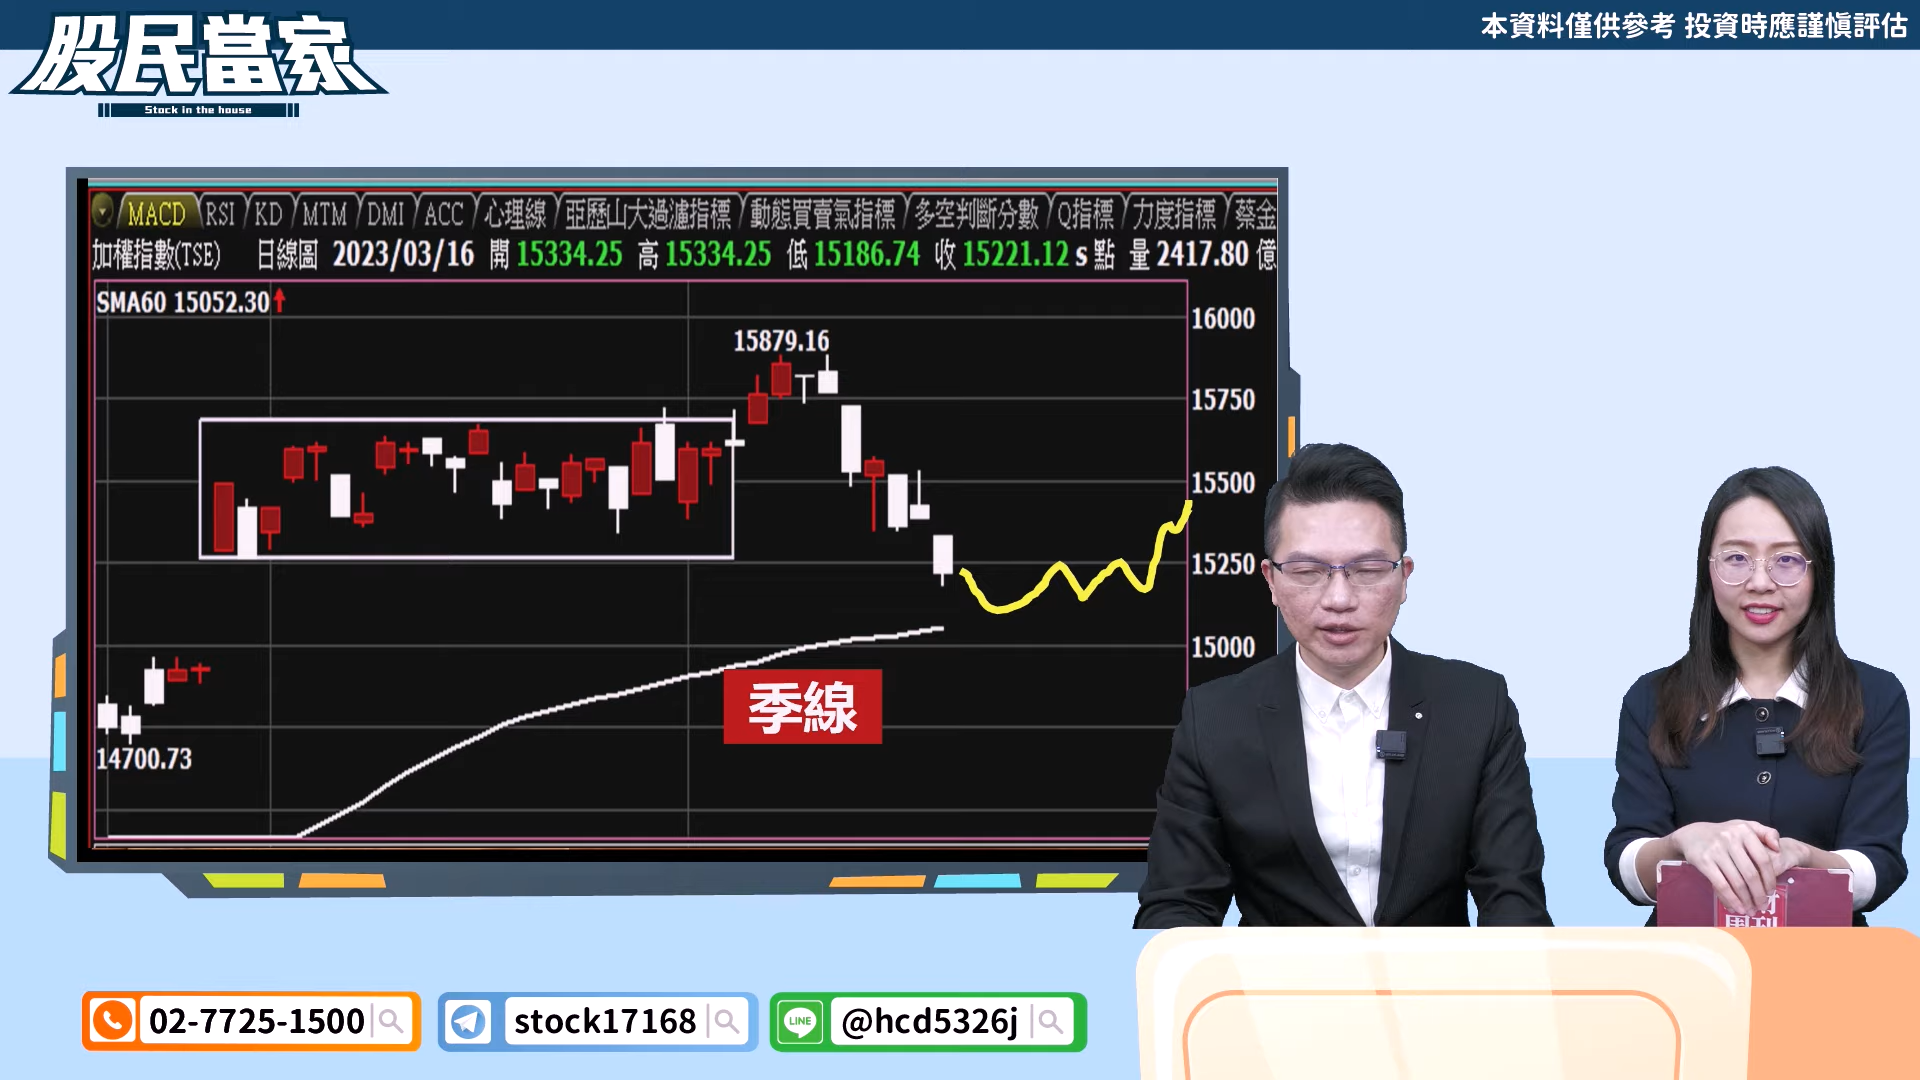 股民當家
Stock in the house
本資料僅供參考 投資時應謹慎評估
MACD RSI KD MTM DMI ACC 心理線 亞歷山大過濾指標 動態買賣氣指標 多空判斷分數 Q指標 力度指標 蔡金
加權指數(TSE) 日線圖 2023/03/16 開 15334.25 高 15334.25 低 15186.74 收 15221.12 s 點 量 2417.80 億
SMA60 15052.30↑
16000
15879.16
15750
15500
15250
15000
季線
14700.73
周刊
02-7725-1500
stock17168
LINE
@hcd5326j